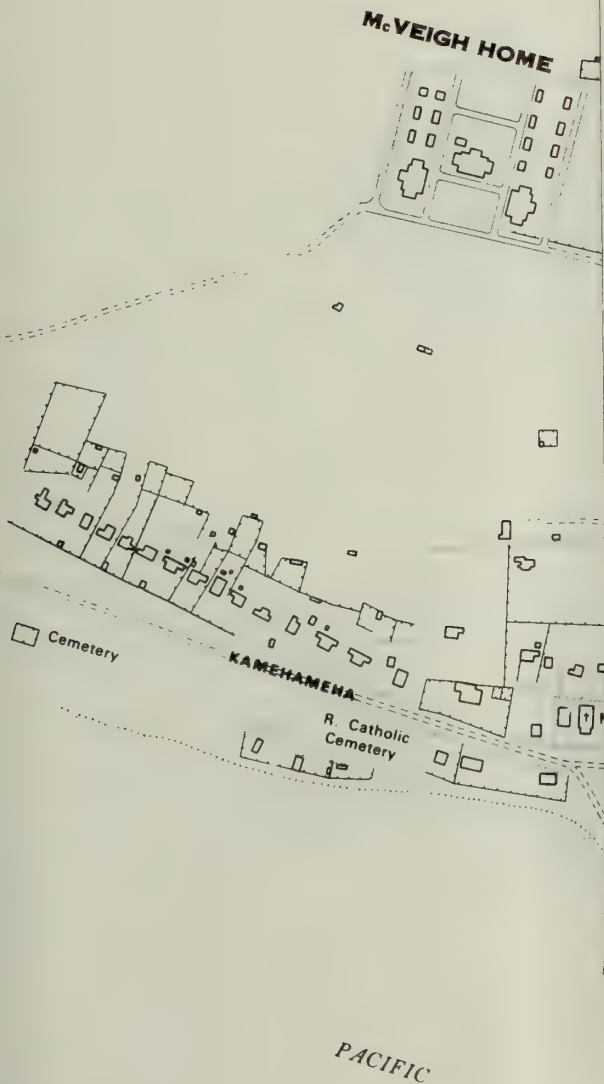 McVEIGH HOME
Cemetery
KAMEHAMEHA
R. Catholic
Cemetery
PACIFIC